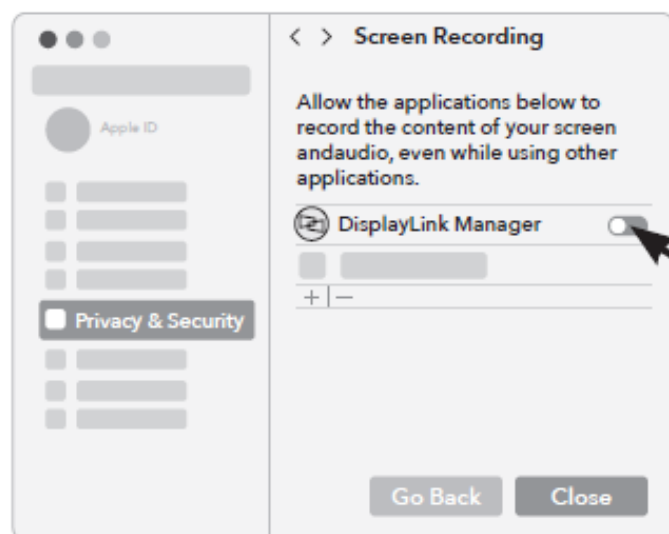 < > Screen Recording
Apple ID
Allow the applications below to
record the content of your screen
andaudio, even while using other
applications.
DisplayLink Manager
+ | −
Privacy & Security
Go Back
Close